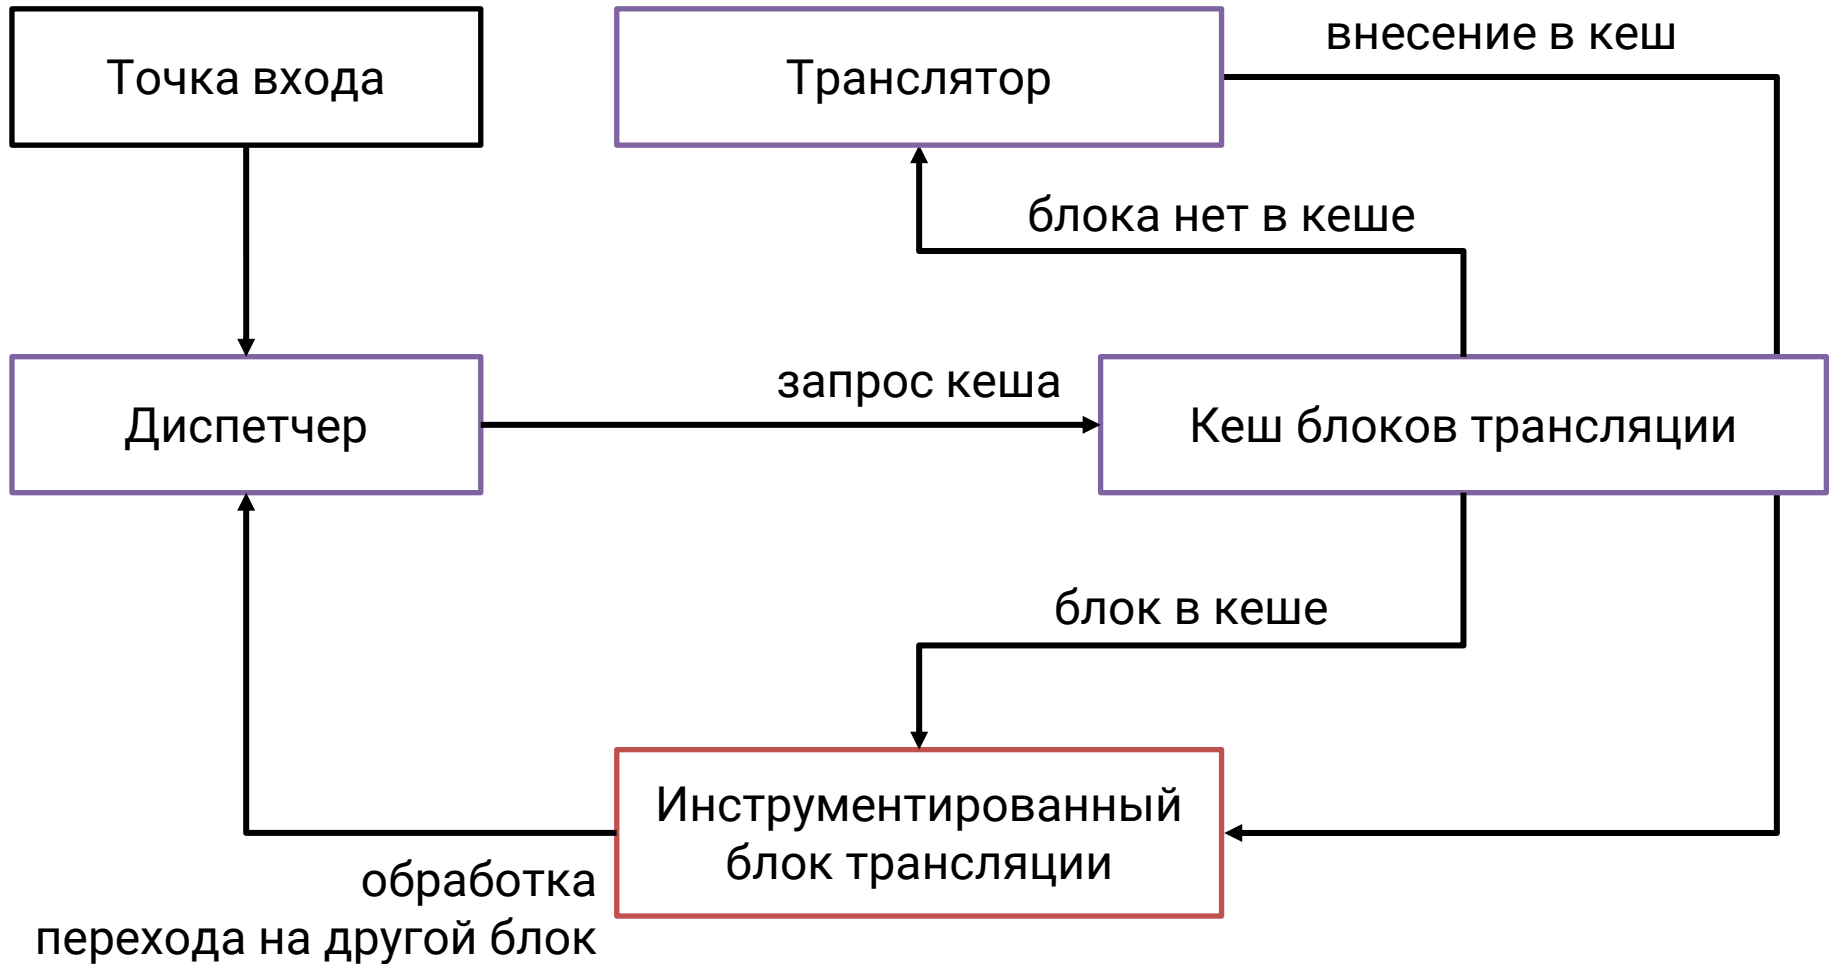 внесение в кеш
Точка входа
Транслятор
блока нет в кеше
запрос кеша
Диспетчер
Кеш блоков трансляции
блок в кеше
Инструментированный
блок трансляции
обработка
перехода на другой блок